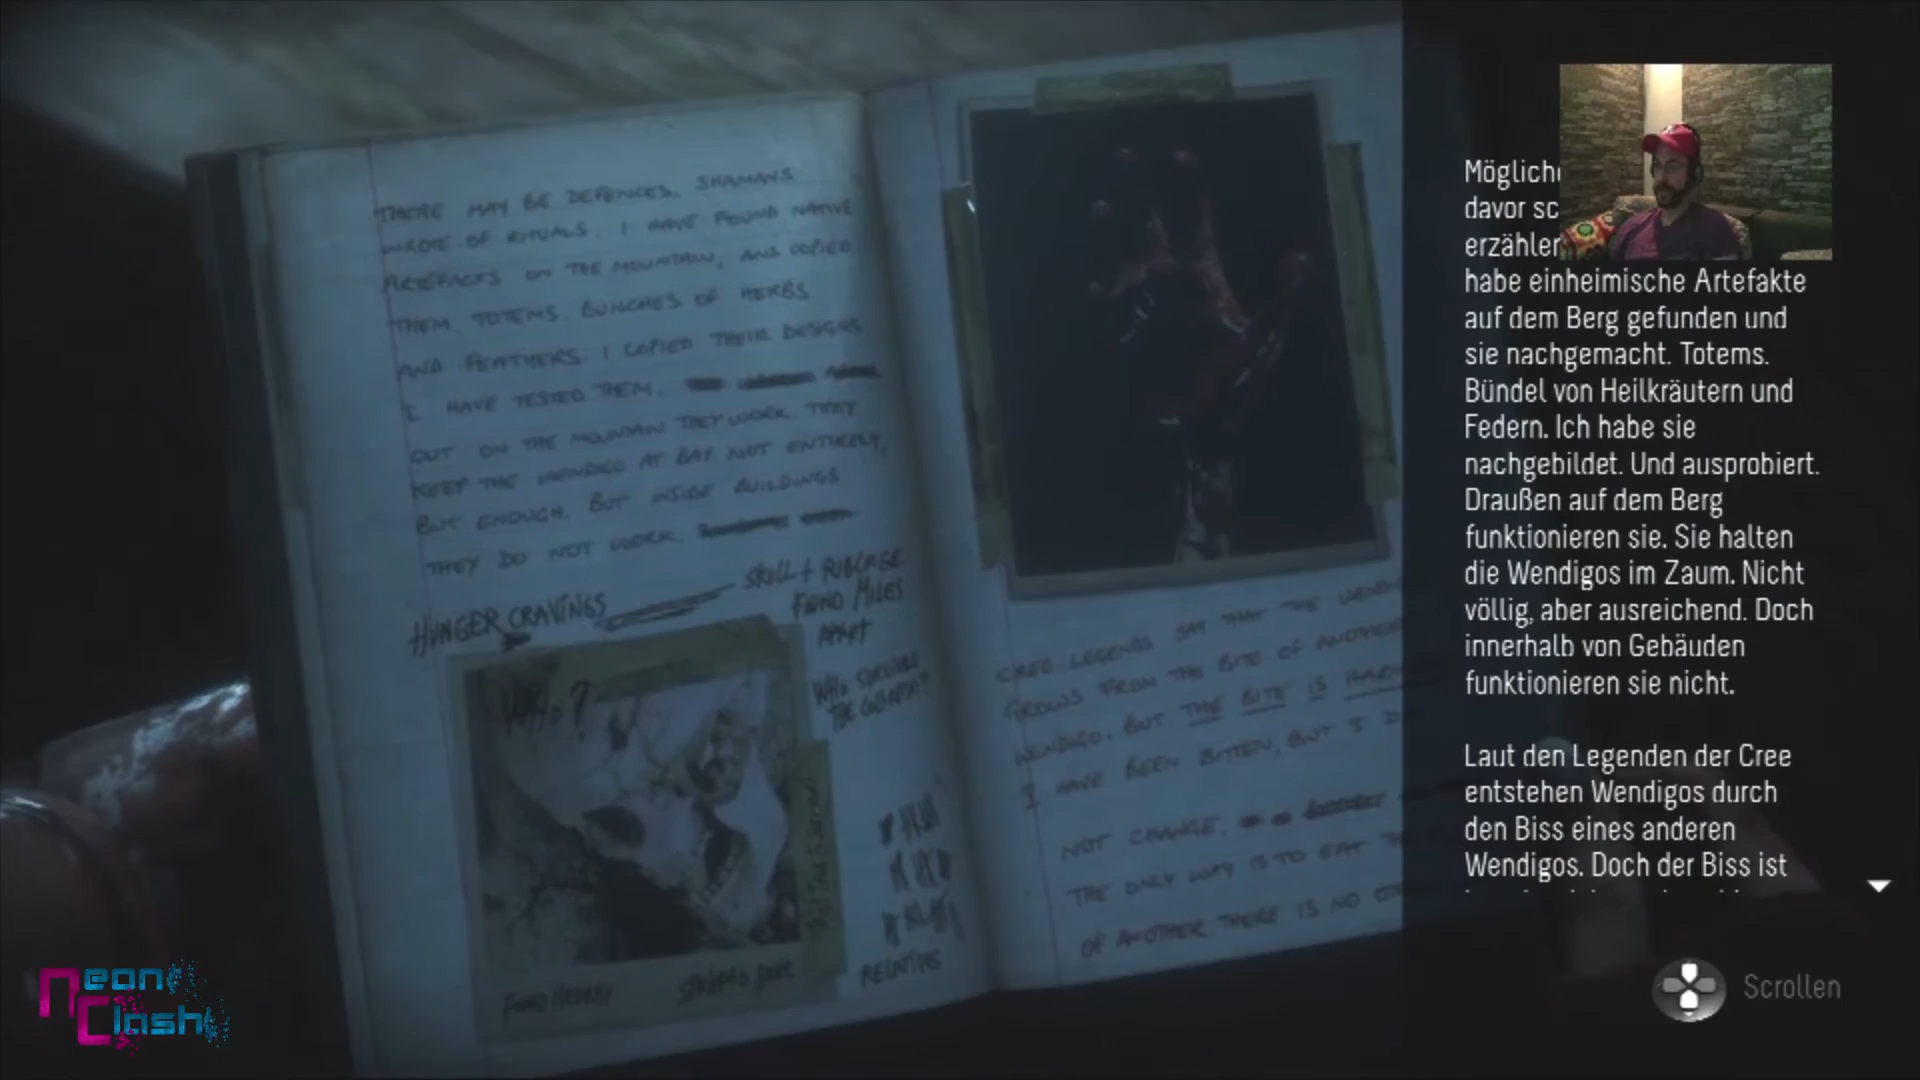 THERE MAY BE DEFENCES. SHAMANS
WROTE OF RITUALS. I HAVE FOUND NATIVE
ARTEFACTS ON THE MOUNTAIN, AND COPIED
THEM. TOTEMS. BUNCHES OF HERBS
AND FEATHERS I COPIED THEIR DESIGNS
I HAVE TESTED THEM.
OUT ON THE MOUNTAIN THEY WORK. THEY
KEEP THE WENDIGO AT BAY NOT ENTIRELY,
BUT ENOUGH. BUT INSIDE BUILDINGS
THEY DO NOT WORK.
HUNGER CRAVINGS
SKULL + RIBCAGE
FOUND MILES
APART
WHO?
WHO SURVIVED
THE
RELATIVES
CREE LEGENDS SAY THAT THE
GROWS FROM THE BITE OF ANOTHER
WENDIGO. BUT THE BITE IS
I HAVE BEEN BITTEN, BUT I
NOT CHANGE.
THE ONLY WAY IS TO EAT
OF ANOTHER THERE IS NO
davor
habe einheimische Artefakte
auf dem Berg gefunden und
sie nachgemacht. Totems.
Bündel von Heilkräutern und
Federn. Ich habe sie
nachgebildet. Und ausprobiert.
Draußen auf dem Berg
funktionieren sie. Sie halten
die Wendigos im Zaum. Nicht
völlig, aber ausreichend. Doch
innerhalb von Gebäuden
funktionieren sie nicht.
Laut den Legenden der Cree
entstehen Wendigos durch
den Biss eines anderen
Wendigos. Doch der Biss ist
Scrollen
Neon
Clash